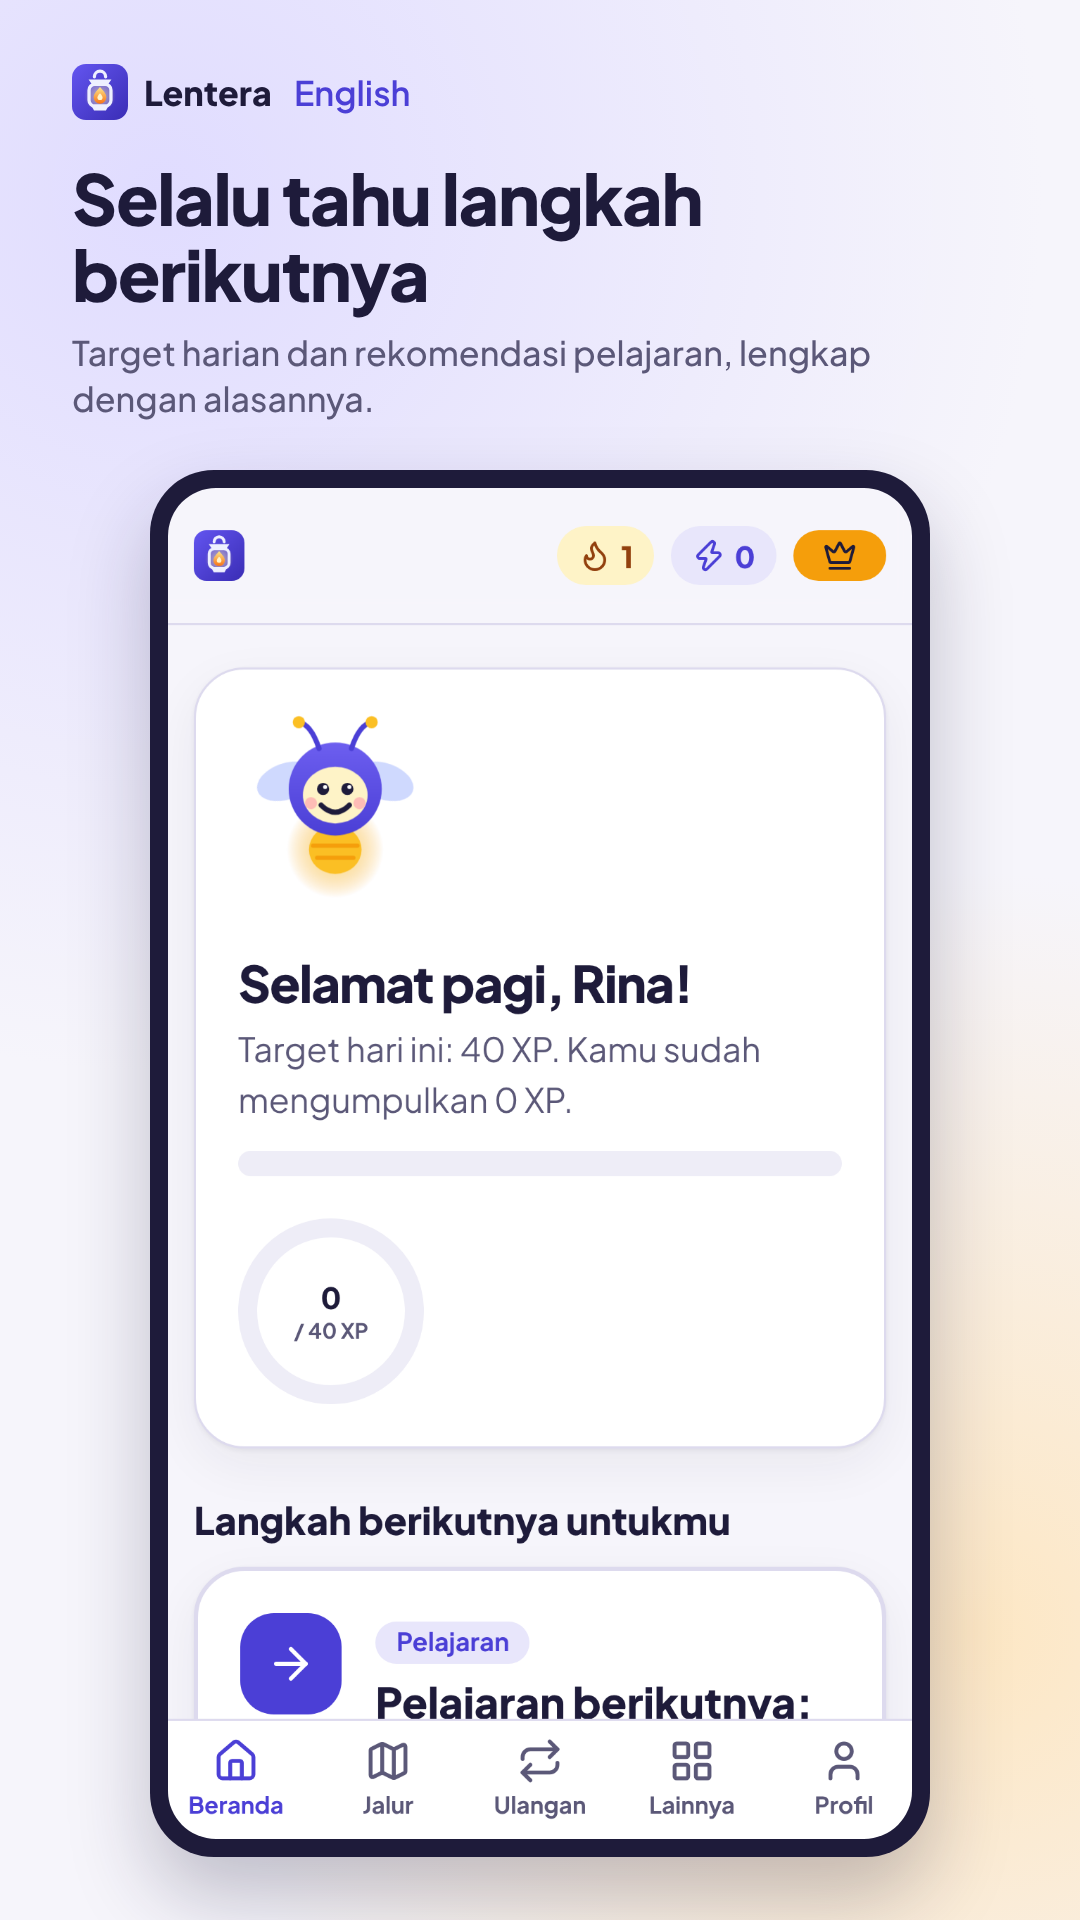 Lentera English
Selalu tahu langkah
berikutnya
Target harian dan rekomendasi pelajaran, lengkap
dengan alasannya.
1
0
Selamat pagi, Rina!
Target hari ini: 40 XP. Kamu sudah
mengumpulkan 0 XP.
0
/ 40 XP
Langkah berikutnya untukmu
Pelajaran
Pelajaran berikutnya:
Beranda
Jalur
Ulangan
Lainnya
Profil